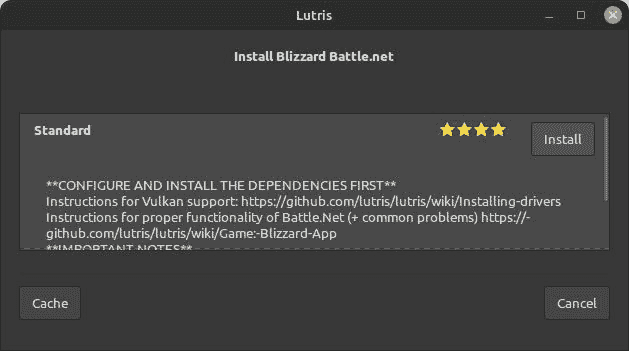 Lutris
Install Blizzard Battle.net
Standard
Install
**CONFIGURE AND INSTALL THE DEPENDENCIES FIRST**
Instructions for Vulkan support: https://github.com/lutris/lutris/wiki/Installing-drivers
Instructions for proper functionality of Battle.Net (+ common problems) https://-
github.com/lutris/lutris/wiki/Game:-Blizzard-App
**IMPORTANT NOTES**
Cache
Cancel